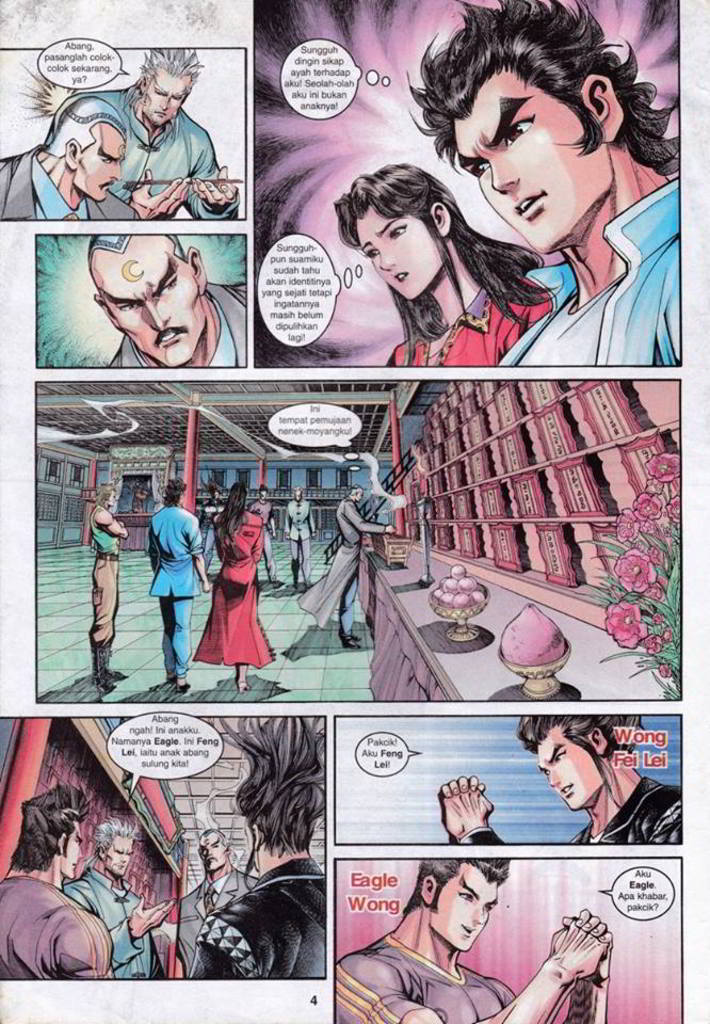 Abang,
pasanglah colok-
colok sekarang,
ya?
Sungguh
dingin sikap
ayah terhadap
aku! Seolah-olah
aku ini bukan
anaknya!
Sungguh-
pun suamiku
sudah tahu
akan identitinya
yang sejati tetapi
ingatannya
masih belum
dipulihkan
lagi!
Ini
tempat pemujaan
nenek-moyangku!
Abang
ngah! Ini anakku.
Namanya Eagle. Ini Feng
Lei, iaitu anak abang
sulung kita!
Pakcik!
Aku Feng
Lei!
Wong
Fei Lei
Eagle
Wong
Aku
Eagle.
Apa khabar,
pakcik?
4